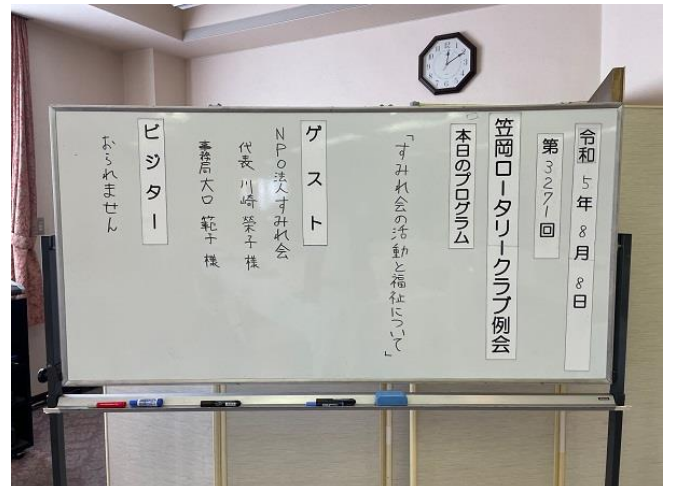 令和5年8月8日
第3271回
笠岡ロータリークラブ例会
本日のプログラム
「すみれ会の活動と福祉について」
ゲスト
NPO法人すみれ会
代表 川崎 榮子 様
事務局 大口 範子 様
ビジター
おられません